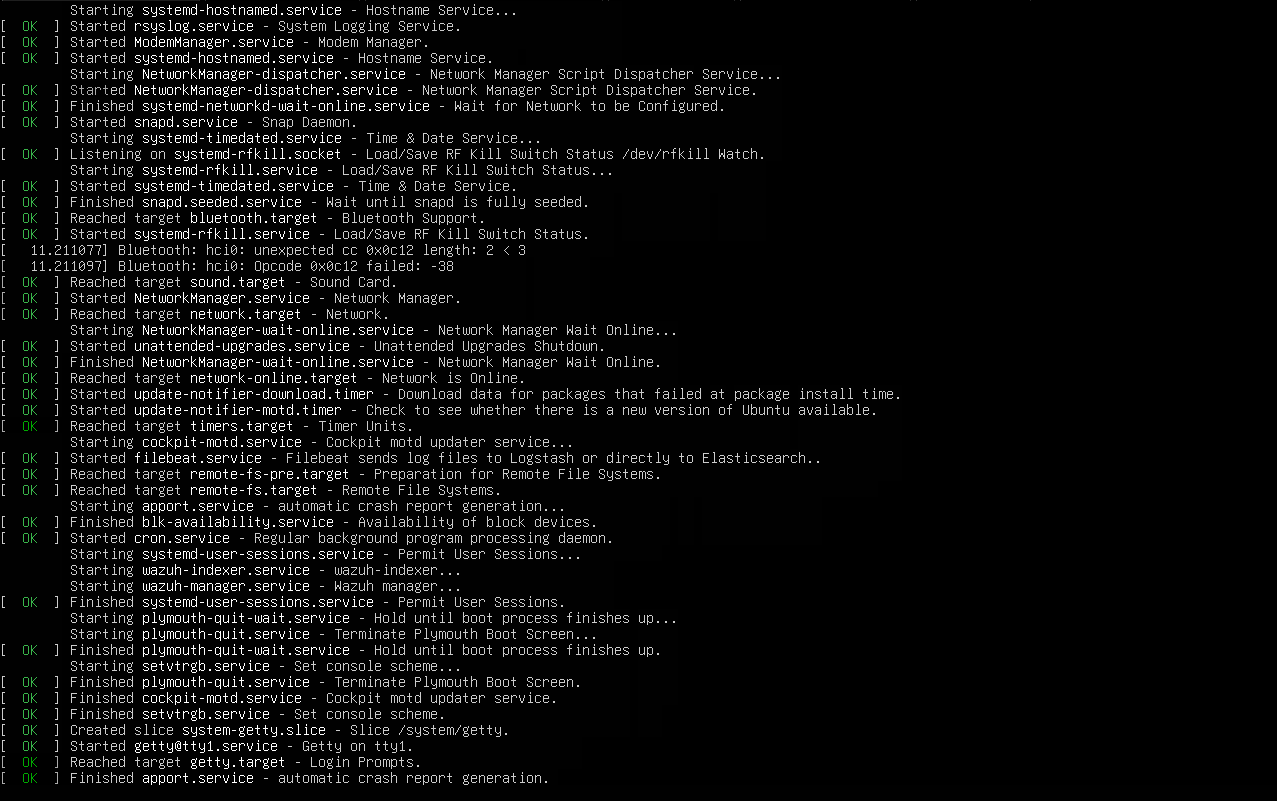 Starting systemd-hostnamed.service - Hostname Service...
[  OK  ] Started rsyslog.service - System Logging Service.
[  OK  ] Started ModemManager.service - Modem Manager.
[  OK  ] Started systemd-hostnamed.service - Hostname Service.
Starting NetworkManager-dispatcher.service - Network Manager Script Dispatcher Service...
[  OK  ] Started NetworkManager-dispatcher.service - Network Manager Script Dispatcher Service.
[  OK  ] Finished systemd-networkd-wait-online.service - Wait for Network to be Configured.
[  OK  ] Started snapd.service - Snap Daemon.
Starting systemd-timedated.service - Time & Date Service...
[  OK  ] Listening on systemd-rfkill.socket - Load/Save RF Kill Switch Status /dev/rfkill Watch.
Starting systemd-rfkill.service - Load/Save RF Kill Switch Status...
[  OK  ] Started systemd-timedated.service - Time & Date Service.
[  OK  ] Finished snapd.seeded.service - Wait until snapd is fully seeded.
[  OK  ] Reached target bluetooth.target - Bluetooth Support.
[  OK  ] Started systemd-rfkill.service - Load/Save RF Kill Switch Status.
[   11.211077] Bluetooth: hci0: unexpected cc 0x0c12 length: 2 < 3
[   11.211097] Bluetooth: hci0: Opcode 0x0c12 failed: -38
[  OK  ] Reached target sound.target - Sound Card.
[  OK  ] Started NetworkManager.service - Network Manager.
[  OK  ] Reached target network.target - Network.
Starting NetworkManager-wait-online.service - Network Manager Wait Online...
[  OK  ] Started unattended-upgrades.service - Unattended Upgrades Shutdown.
[  OK  ] Finished NetworkManager-wait-online.service - Network Manager Wait Online.
[  OK  ] Reached target network-online.target - Network is Online.
[  OK  ] Started update-notifier-download.timer - Download data for packages that failed at package install time.
[  OK  ] Started update-notifier-motd.timer - Check to see whether there is a new version of Ubuntu available.
[  OK  ] Reached target timers.target - Timer Units.
Starting cockpit-motd.service - Cockpit motd updater service...
[  OK  ] Started filebeat.service - Filebeat sends log files to Logstash or directly to Elasticsearch..
[  OK  ] Reached target remote-fs-pre.target - Preparation for Remote File Systems.
[  OK  ] Reached target remote-fs.target - Remote File Systems.
Starting apport.service - automatic crash report generation...
[  OK  ] Finished blk-availability.service - Availability of block devices.
[  OK  ] Started cron.service - Regular background program processing daemon.
Starting systemd-user-sessions.service - Permit User Sessions...
Starting wazuh-indexer.service - wazuh-indexer...
Starting wazuh-manager.service - Wazuh manager...
[  OK  ] Finished systemd-user-sessions.service - Permit User Sessions.
Starting plymouth-quit-wait.service - Hold until boot process finishes up...
Starting plymouth-quit.service - Terminate Plymouth Boot Screen...
[  OK  ] Finished plymouth-quit-wait.service - Hold until boot process finishes up.
Starting setvtrgb.service - Set console scheme...
[  OK  ] Finished plymouth-quit.service - Terminate Plymouth Boot Screen.
[  OK  ] Finished cockpit-motd.service - Cockpit motd updater service.
[  OK  ] Finished setvtrgb.service - Set console scheme.
[  OK  ] Created slice system-getty.slice - Slice /system/getty.
[  OK  ] Started getty@tty1.service - Getty on tty1.
[  OK  ] Reached target getty.target - Login Prompts.
[  OK  ] Finished apport.service - automatic crash report generation.